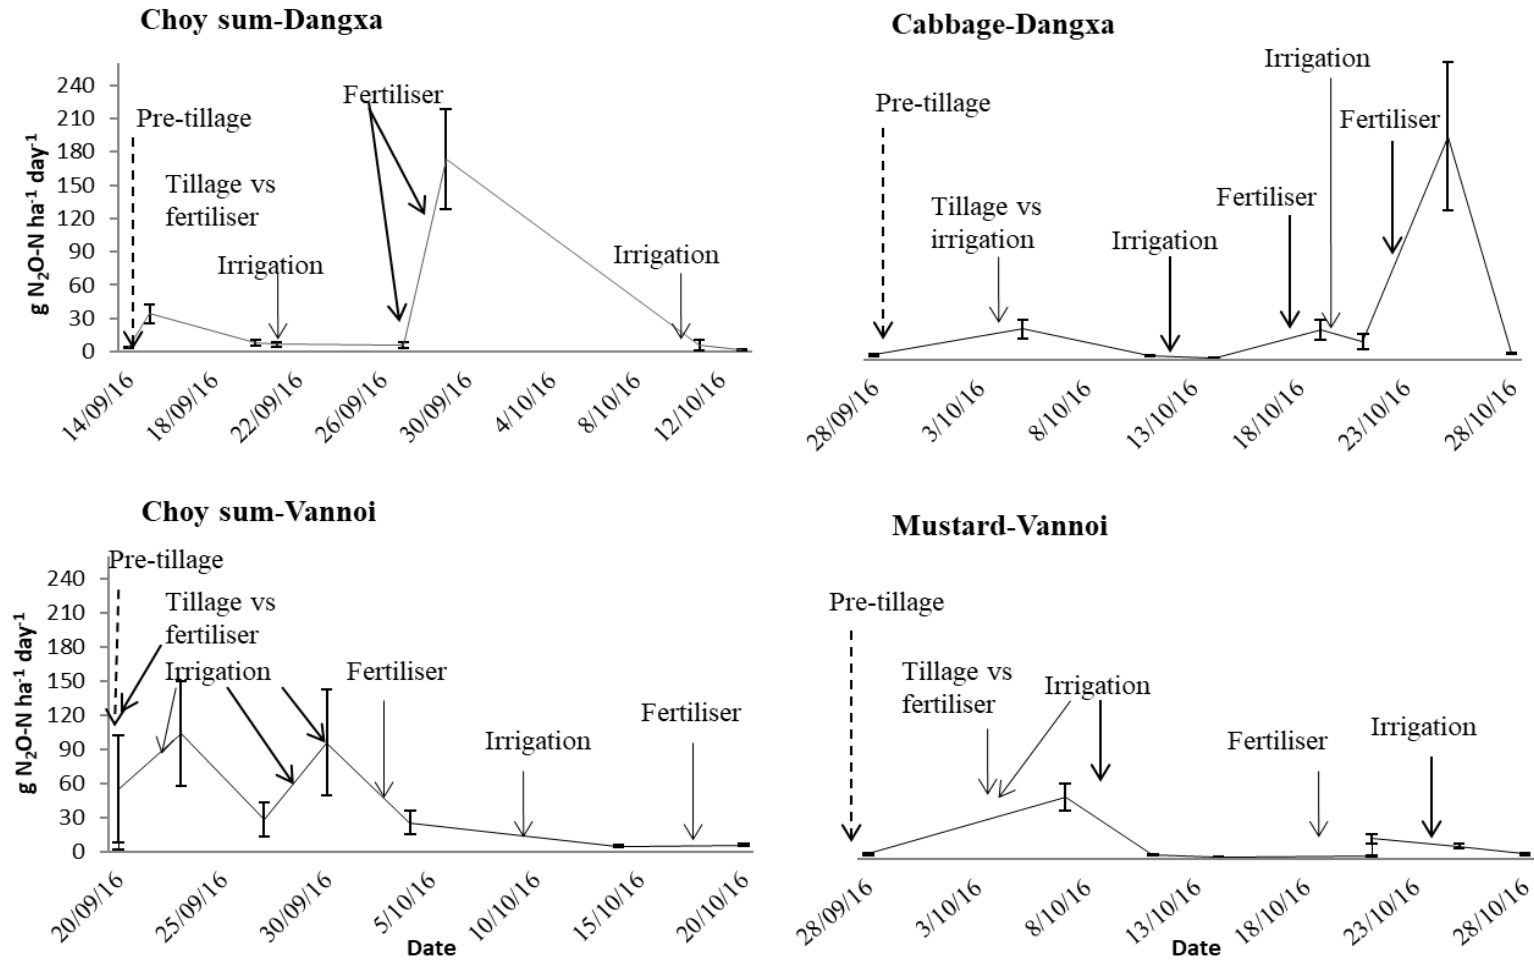 Choy sum-Dangxa
g N₂O-N ha⁻¹ day⁻¹
240
210
180
150
120
90
60
30
0
Pre-tillage
Tillage vs
fertiliser
Irrigation
Fertiliser
Irrigation
14/09/16
18/09/16
22/09/16
26/09/16
30/09/16
4/10/16
8/10/16
12/10/16
Cabbage-Dangxa
Pre-tillage
Tillage vs
irrigation
Irrigation
Fertiliser
Irrigation
Fertiliser
28/09/16
3/10/16
8/10/16
13/10/16
18/10/16
23/10/16
28/10/16
Choy sum-Vannoi
g N₂O-N ha⁻¹ day⁻¹
240
210
180
150
120
90
60
30
0
Pre-tillage
Tillage vs
fertiliser
Irrigation
Fertiliser
Irrigation
Fertiliser
20/09/16
25/09/16
30/09/16
5/10/16
10/10/16
15/10/16
20/10/16
Date
Mustard-Vannoi
Pre-tillage
Tillage vs
fertiliser
Irrigation
Fertiliser
Irrigation
28/09/16
3/10/16
8/10/16
13/10/16
18/10/16
23/10/16
28/10/16
Date